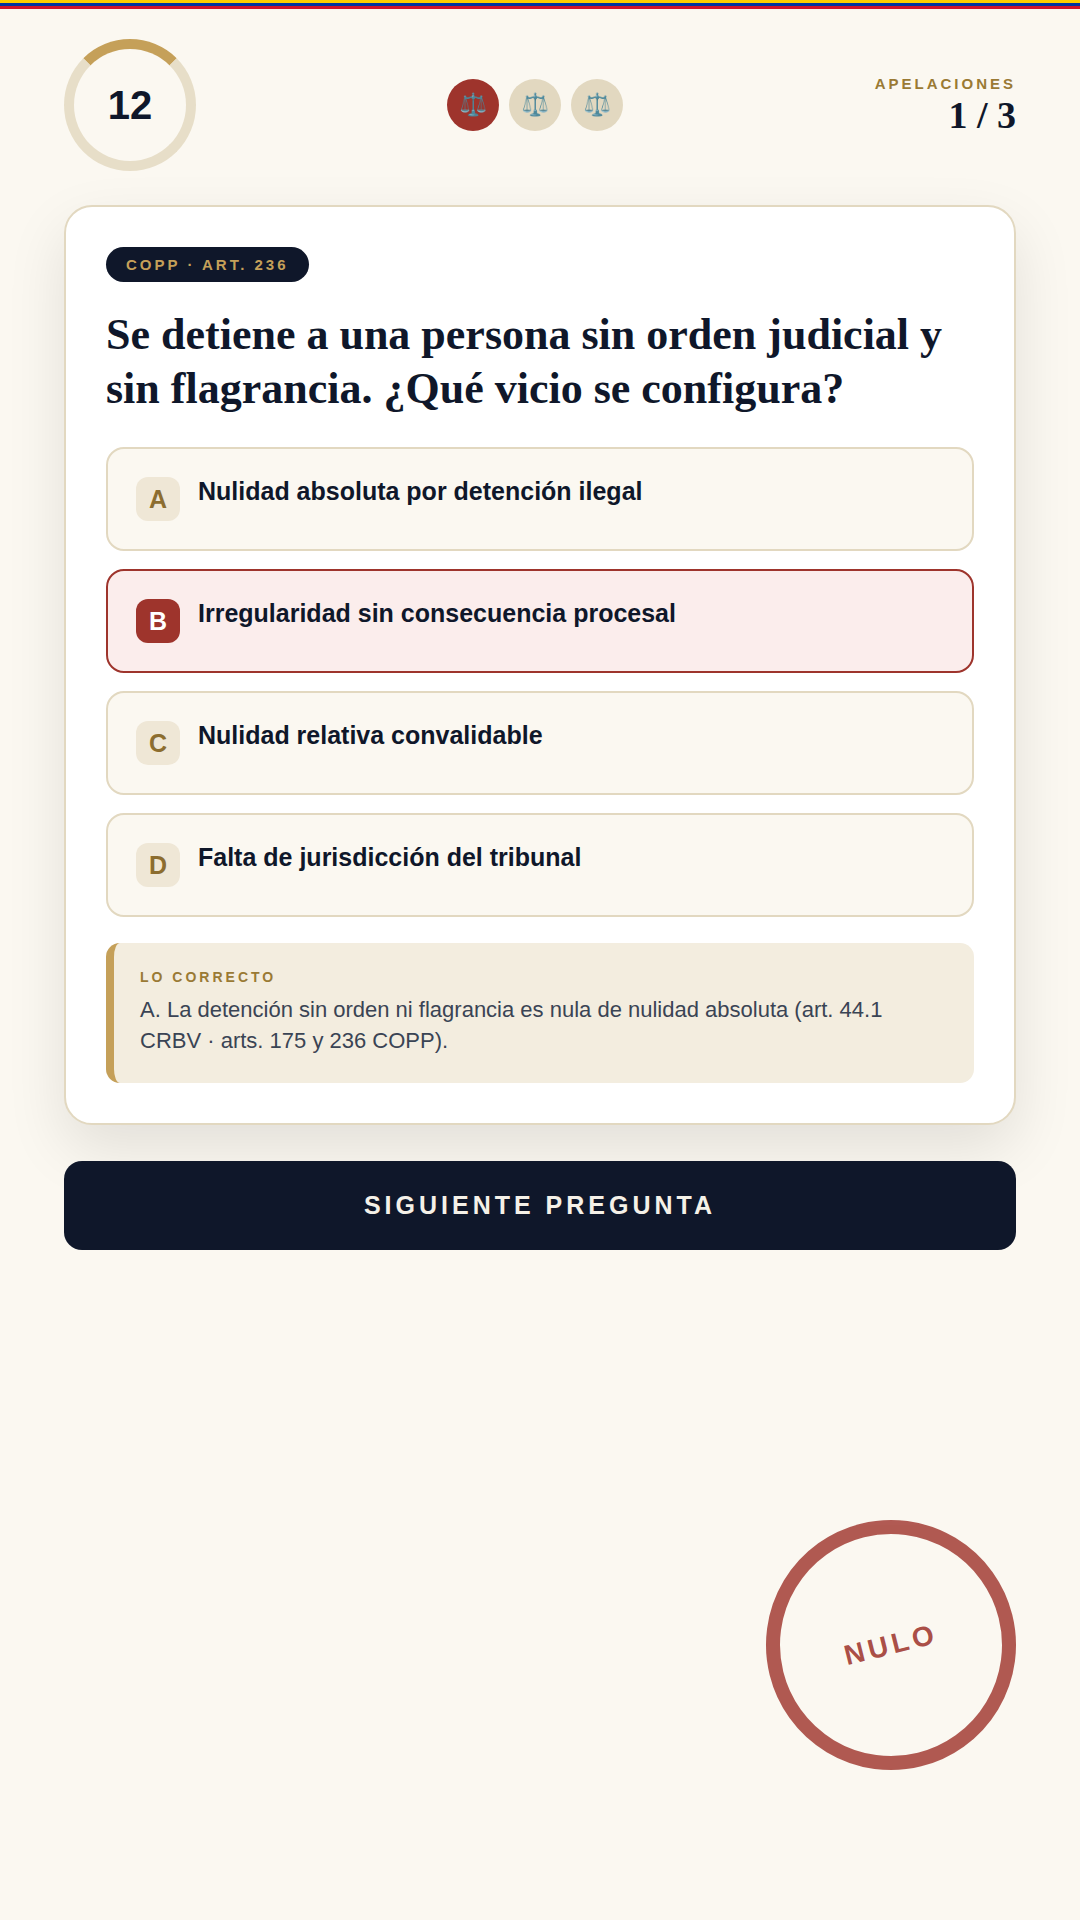 12
APELACIONES
1 / 3
COPP · ART. 236
Se detiene a una persona sin orden judicial y
sin flagrancia. ¿Qué vicio se configura?
A Nulidad absoluta por detención ilegal
B Irregularidad sin consecuencia procesal
C Nulidad relativa convalidable
D Falta de jurisdicción del tribunal
LO CORRECTO
A. La detención sin orden ni flagrancia es nula de nulidad absoluta (art. 44.1
CRBV · arts. 175 y 236 COPP).
SIGUIENTE PREGUNTA
NULO